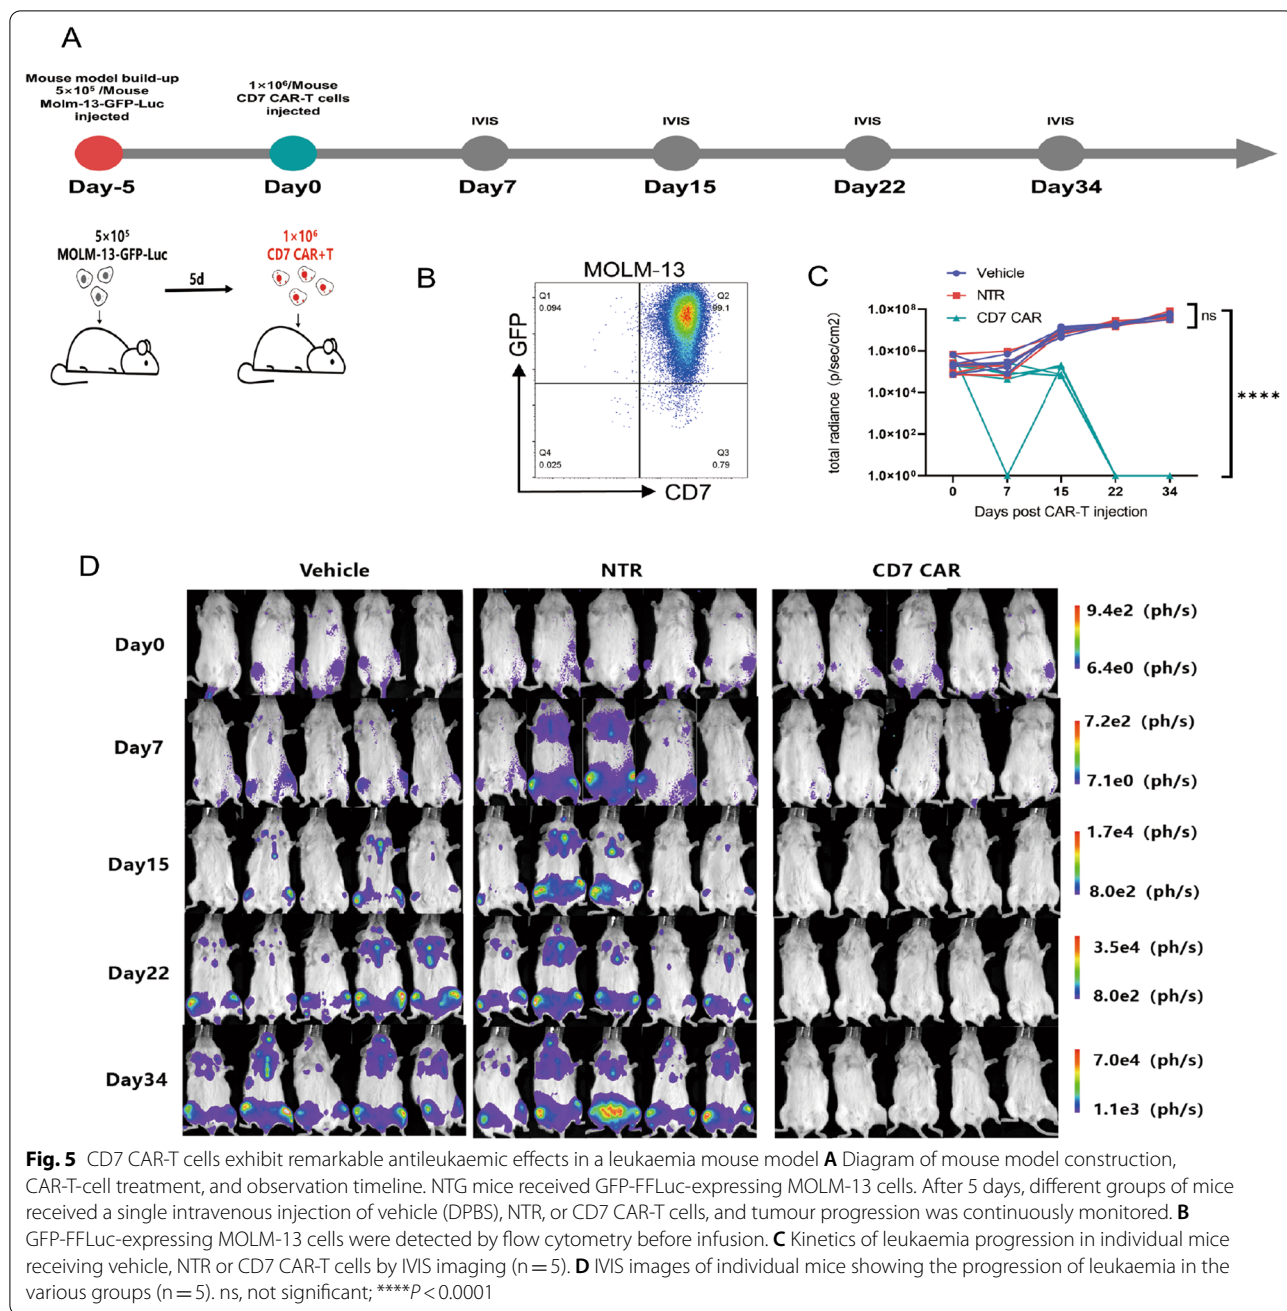 A
Mouse model build-up
5×10⁵ /Mouse
Molm-13-GFP-Luc
injected
1×10⁶/Mouse
CD7 CAR-T cells
injected
IVIS
IVIS
IVIS
IVIS
Day-5
Day0
Day7
Day15
Day22
Day34
5×10⁵
MOLM-13-GFP-Luc
5d
1×10⁶
CD7 CAR+T
B
MOLM-13
Q1
0.094
Q2
99.1
Q4
0.025
Q3
0.79
GFP
CD7
C
Vehicle
NTR
CD7 CAR
1.0×10⁸
1.0×10⁶
1.0×10⁴
1.0×10²
1.0×10⁰
total radiance (p/sec/cm2)
0 7 15 22 34
Days post CAR-T injection
ns
****
D
Vehicle NTR CD7 CAR
Day0
9.4e2 (ph/s)
6.4e0 (ph/s)
Day7
7.2e2 (ph/s)
7.1e0 (ph/s)
Day15
1.7e4 (ph/s)
8.0e2 (ph/s)
Day22
3.5e4 (ph/s)
8.0e2 (ph/s)
Day34
7.0e4 (ph/s)
1.1e3 (ph/s)
Fig. 5 CD7 CAR-T cells exhibit remarkable antileukaemic effects in a leukaemia mouse model A Diagram of mouse model construction,
CAR-T-cell treatment, and observation timeline. NTG mice received GFP-FFLuc-expressing MOLM-13 cells. After 5 days, different groups of mice
received a single intravenous injection of vehicle (DPBS), NTR, or CD7 CAR-T cells, and tumour progression was continuously monitored. B
GFP-FFLuc-expressing MOLM-13 cells were detected by flow cytometry before infusion. C Kinetics of leukaemia progression in individual mice
receiving vehicle, NTR or CD7 CAR-T cells by IVIS imaging (n = 5). D IVIS images of individual mice showing the progression of leukaemia in the
various groups (n = 5). ns, not significant; ****P < 0.0001